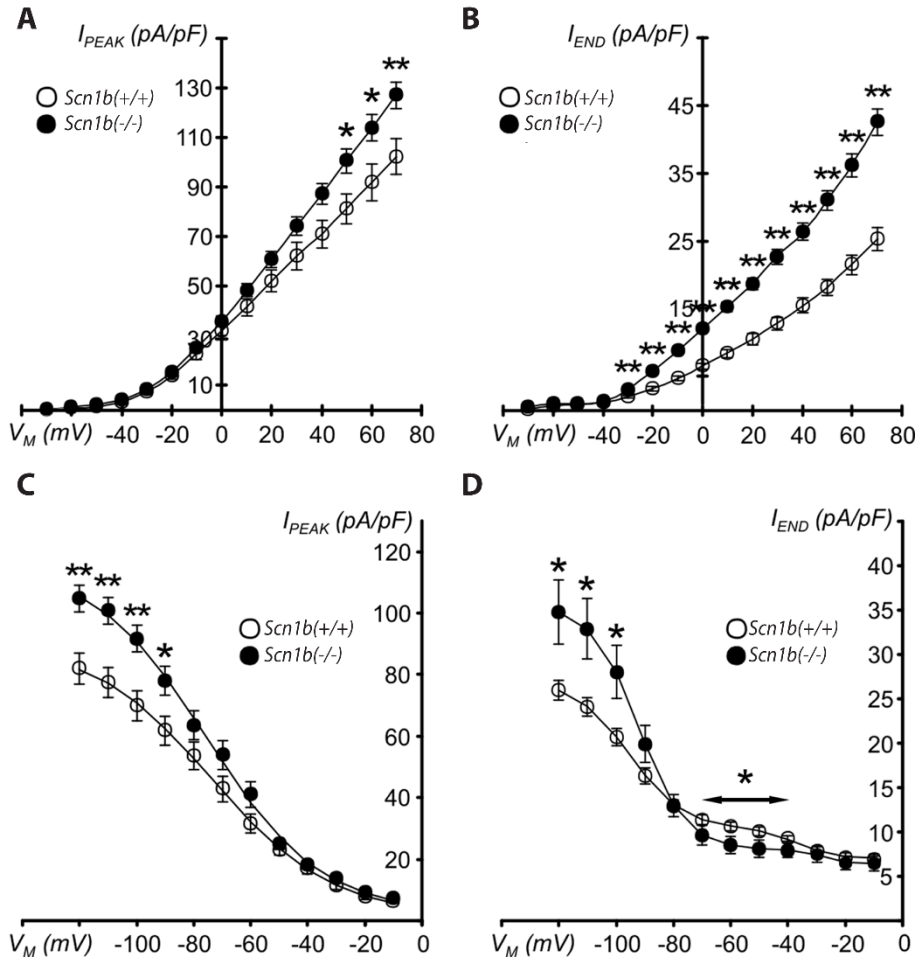 A
I_PEAK (pA/pF)
Scn1b(+/+)
Scn1b(-/-)
130
110
90
70
50
30
10
V_M (mV) -40 -20 0 20 40 60 80
* * **
B
I_END (pA/pF)
Scn1b(+/+)
Scn1b(-/-)
45
35
25
15
V_M (mV) -40 -20 0 20 40 60 80
** ** ** ** ** ** ** ** ** ** **
C
I_PEAK (pA/pF)
Scn1b(+/+)
Scn1b(-/-)
120
100
80
60
40
20
V_M (mV) -100 -80 -60 -40 -20 0
** ** ** *
D
I_END (pA/pF)
Scn1b(+/+)
Scn1b(-/-)
40
35
30
25
20
15
10
5
V_M (mV) -100 -80 -60 -40 -20 0
* * * *